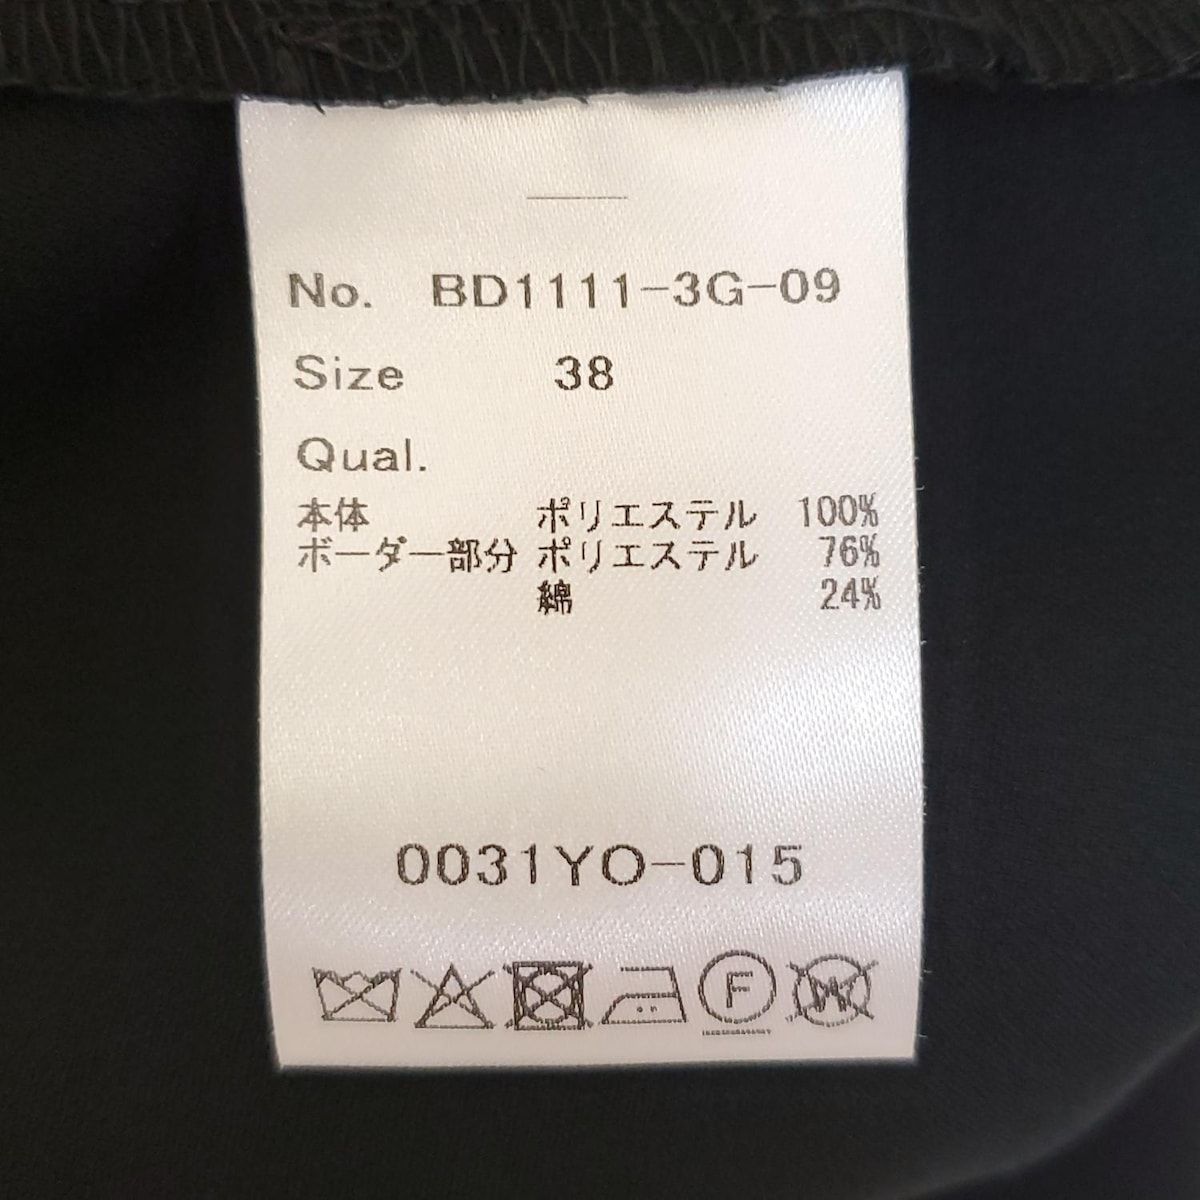 No. BD1111-3G-09
Size 38
Qual.
本体 ポリエステル 100%
ボーダー部分 ポリエステル 76%
綿 24%
0031YO-015
F
W